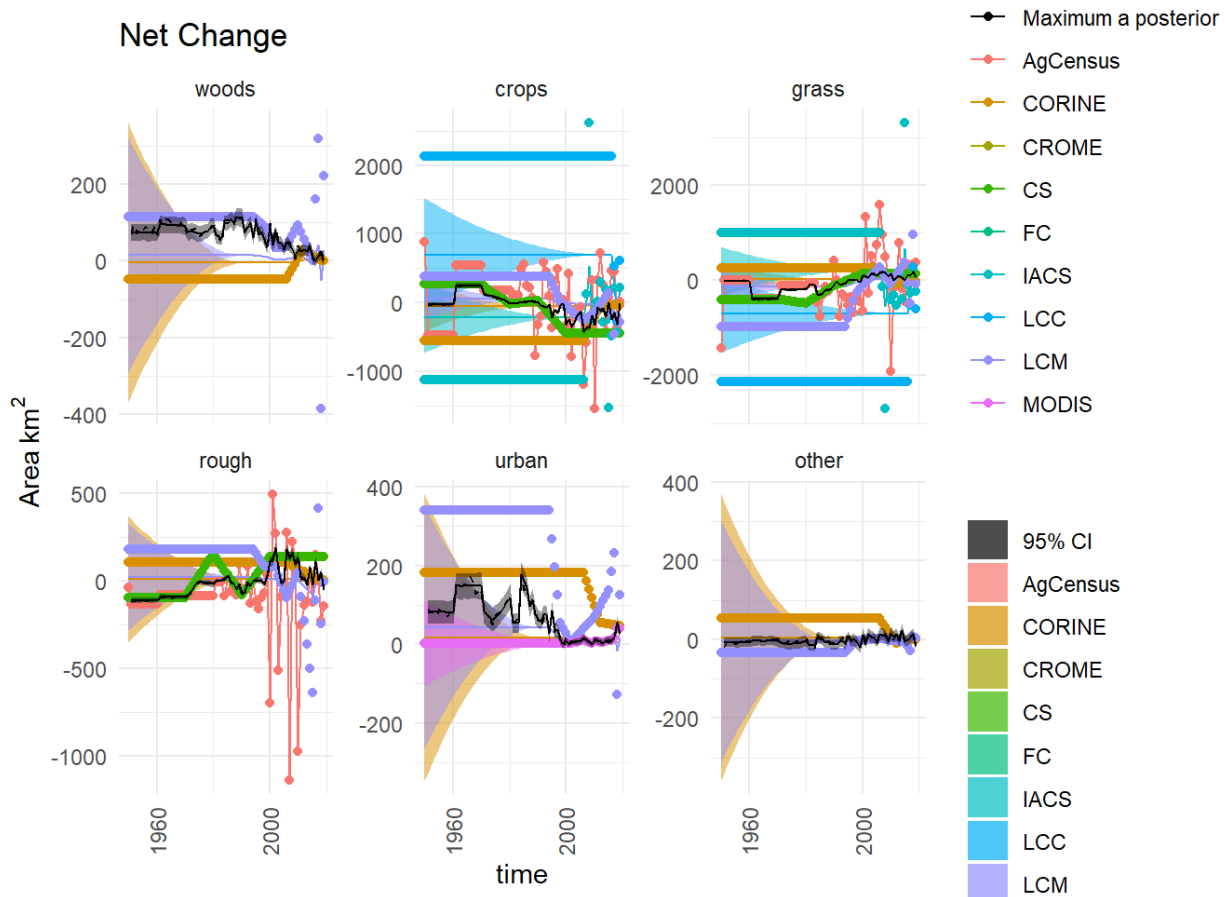 Net Change
woods
crops
grass
200
0
-200
-400
2000
1000
0
-1000
2000
0
-2000
rough
urban
other
500
0
-500
-1000
400
200
0
-200
400
200
0
-200
1960
2000
1960
2000
1960
2000
time
Area km²
Maximum a posterior
AgCensus
CORINE
CROME
CS
FC
IACS
LCC
LCM
MODIS
95% CI
AgCensus
CORINE
CROME
CS
FC
IACS
LCC
LCM